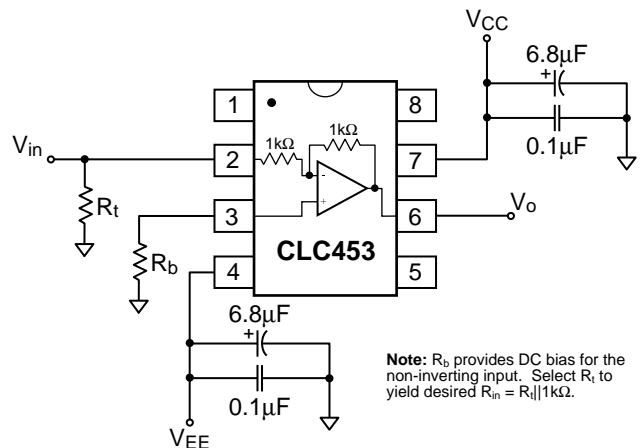 VCC
6.8µF
+
0.1µF
1
8
1kΩ
1kΩ
Vin
2
7
-
Rt
3
+
6
Vo
Rb
CLC453
4
5
6.8µF
+
0.1µF
VEE
Note: Rb provides DC bias for the
non-inverting input. Select Rt to
yield desired Rin = Rt||1kΩ.